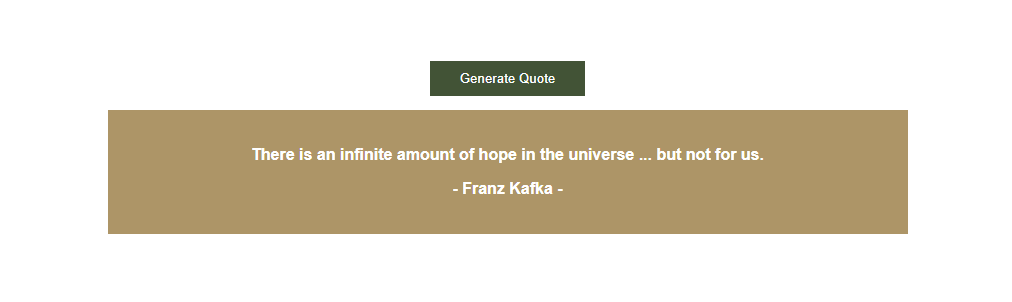 Generate Quote
There is an infinite amount of hope in the universe ... but not for us.
- Franz Kafka -